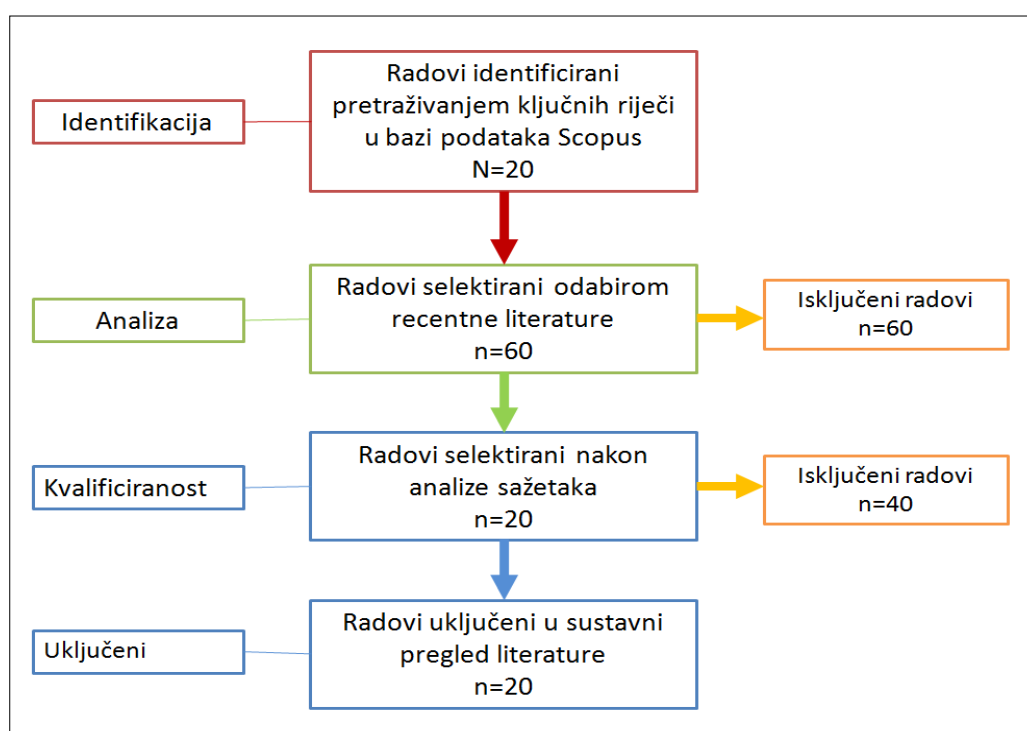 Identifikacija
Radovi identificirani
pretraživanjem ključnih riječi
u bazi podataka Scopus
N=20
Analiza
Radovi selektirani odabirom
recentne literature
n=60
Isključeni radovi
n=60
Kvalificiranost
Radovi selektirani nakon
analize sažetaka
n=20
Isključeni radovi
n=40
Uključeni
Radovi uključeni u sustavni
pregled literature
n=20